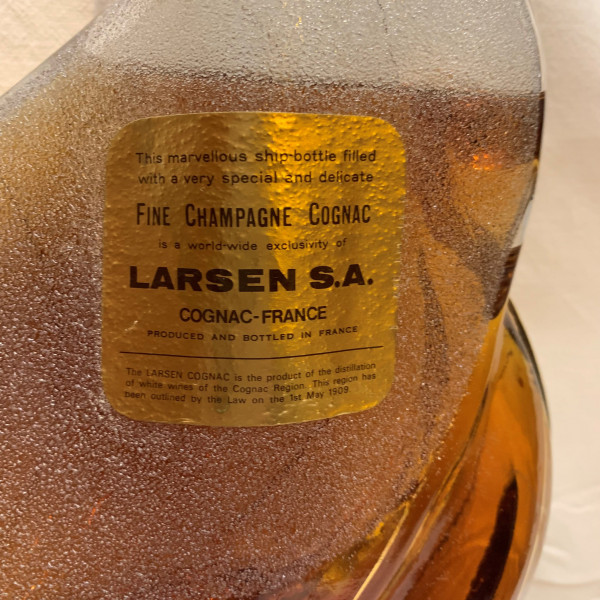 This marvellous ship-bottle filled
with a very special and delicate
FINE CHAMPAGNE COGNAC
is a world-wide exclusivity of
LARSEN S.A.
COGNAC-FRANCE
PRODUCED AND BOTTLED IN FRANCE
The LARSEN COGNAC is the product of the distillation
of white wines of the Cognac Region. This region has
been outlined by the Law on the 1st May 1909.